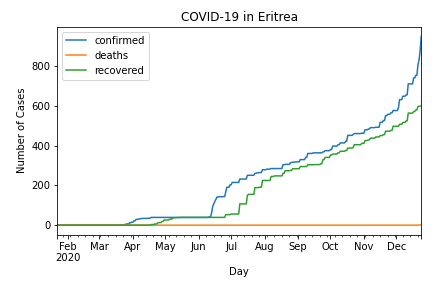 COVID-19 in Eritrea
confirmed
deaths
recovered
Number of Cases
800
600
400
200
0
Feb Mar Apr May Jun Jul Aug Sep Oct Nov Dec
2020
Day